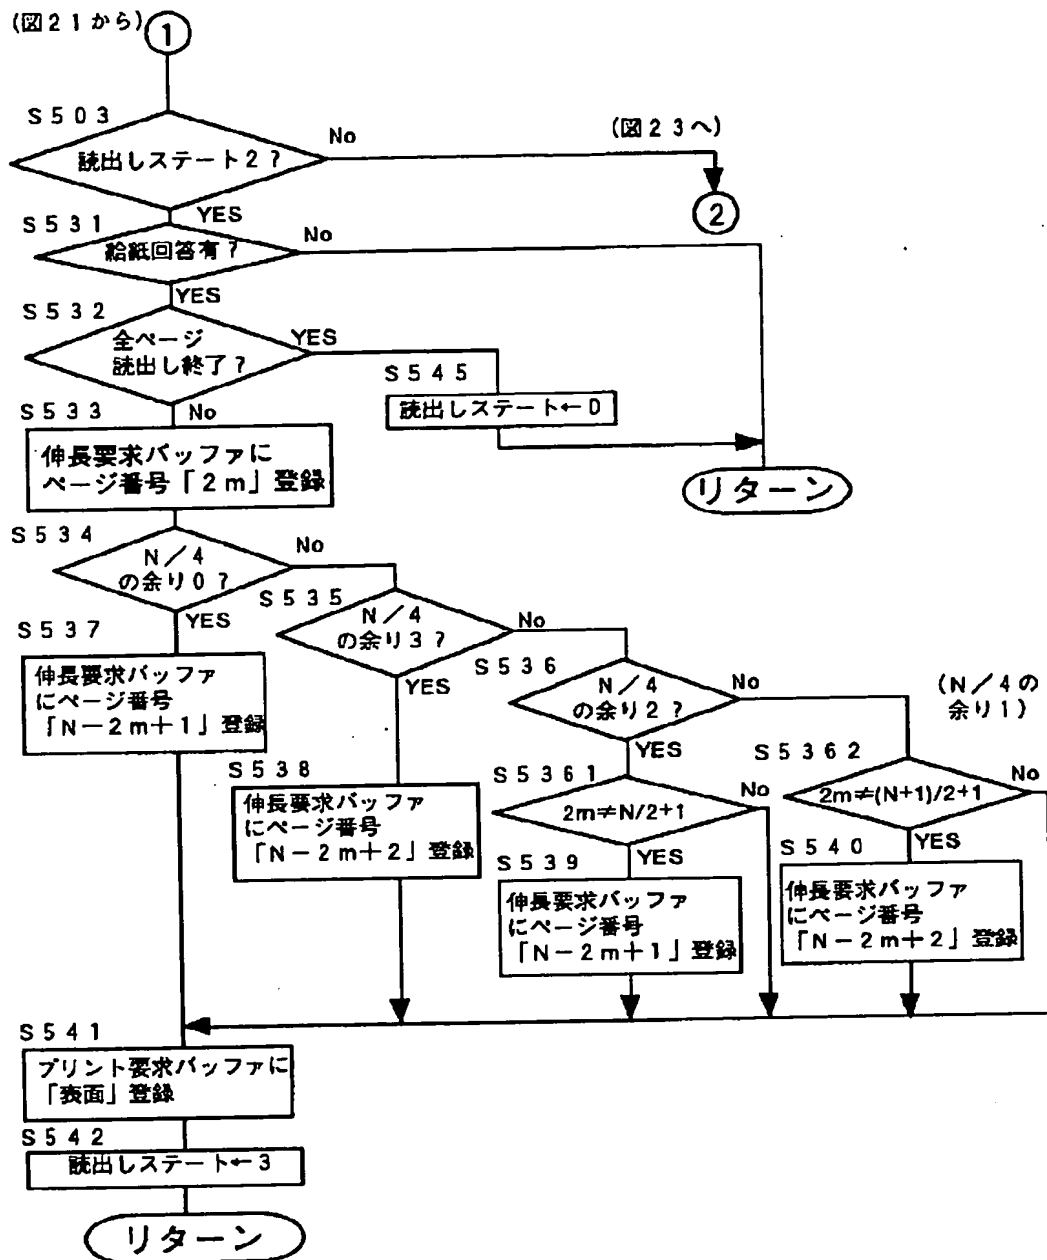 (図21から)
①
S503
読出しステート2?
No
(図23へ)
②
YES
S531
給紙回答有?
No
YES
S532
全ページ
読出し終了?
YES
S545
読出しステート←0
リターン
No
S533
伸長要求バッファに
ページ番号「2m」登録
S534
N/4
の余り0?
No
YES
S535
N/4
の余り3?
No
YES
S536
N/4
の余り2?
No
(N/4の
余り1)
YES
S537
伸長要求バッファ
にページ番号
「N-2m+1」登録
S538
伸長要求バッファ
にページ番号
「N-2m+2」登録
S5361
2m≠N/2+1
No
YES
S5362
2m≠(N+1)/2+1
No
YES
S539
伸長要求バッファ
にページ番号
「N-2m+1」登録
S540
伸長要求バッファ
にページ番号
「N-2m+2」登録
S541
プリント要求バッファに
「表面」登録
S542
読出しステート←3
リターン